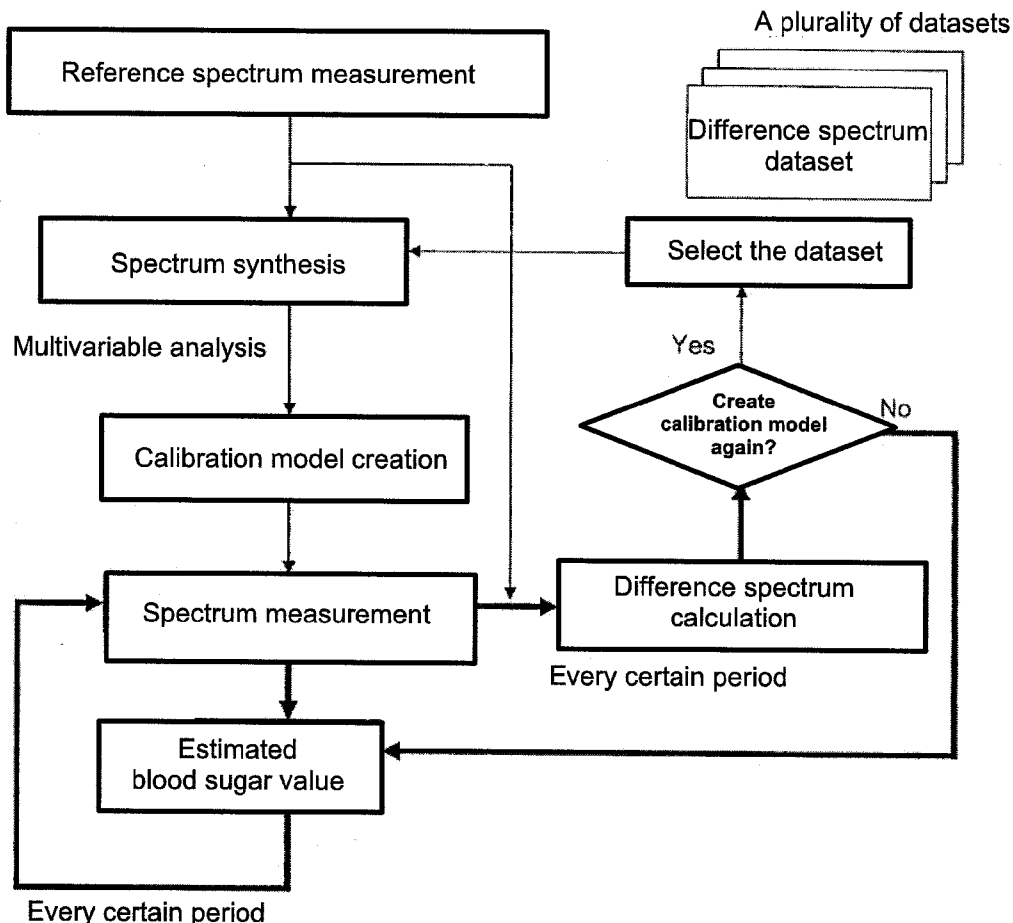 A plurality of datasets
Reference spectrum measurement
Difference spectrum
dataset
Spectrum synthesis
Select the dataset
Multivariable analysis
Yes
Create
calibration model
again?
No
Calibration model creation
Spectrum measurement
Difference spectrum
calculation
Every certain period
Estimated
blood sugar value
Every certain period